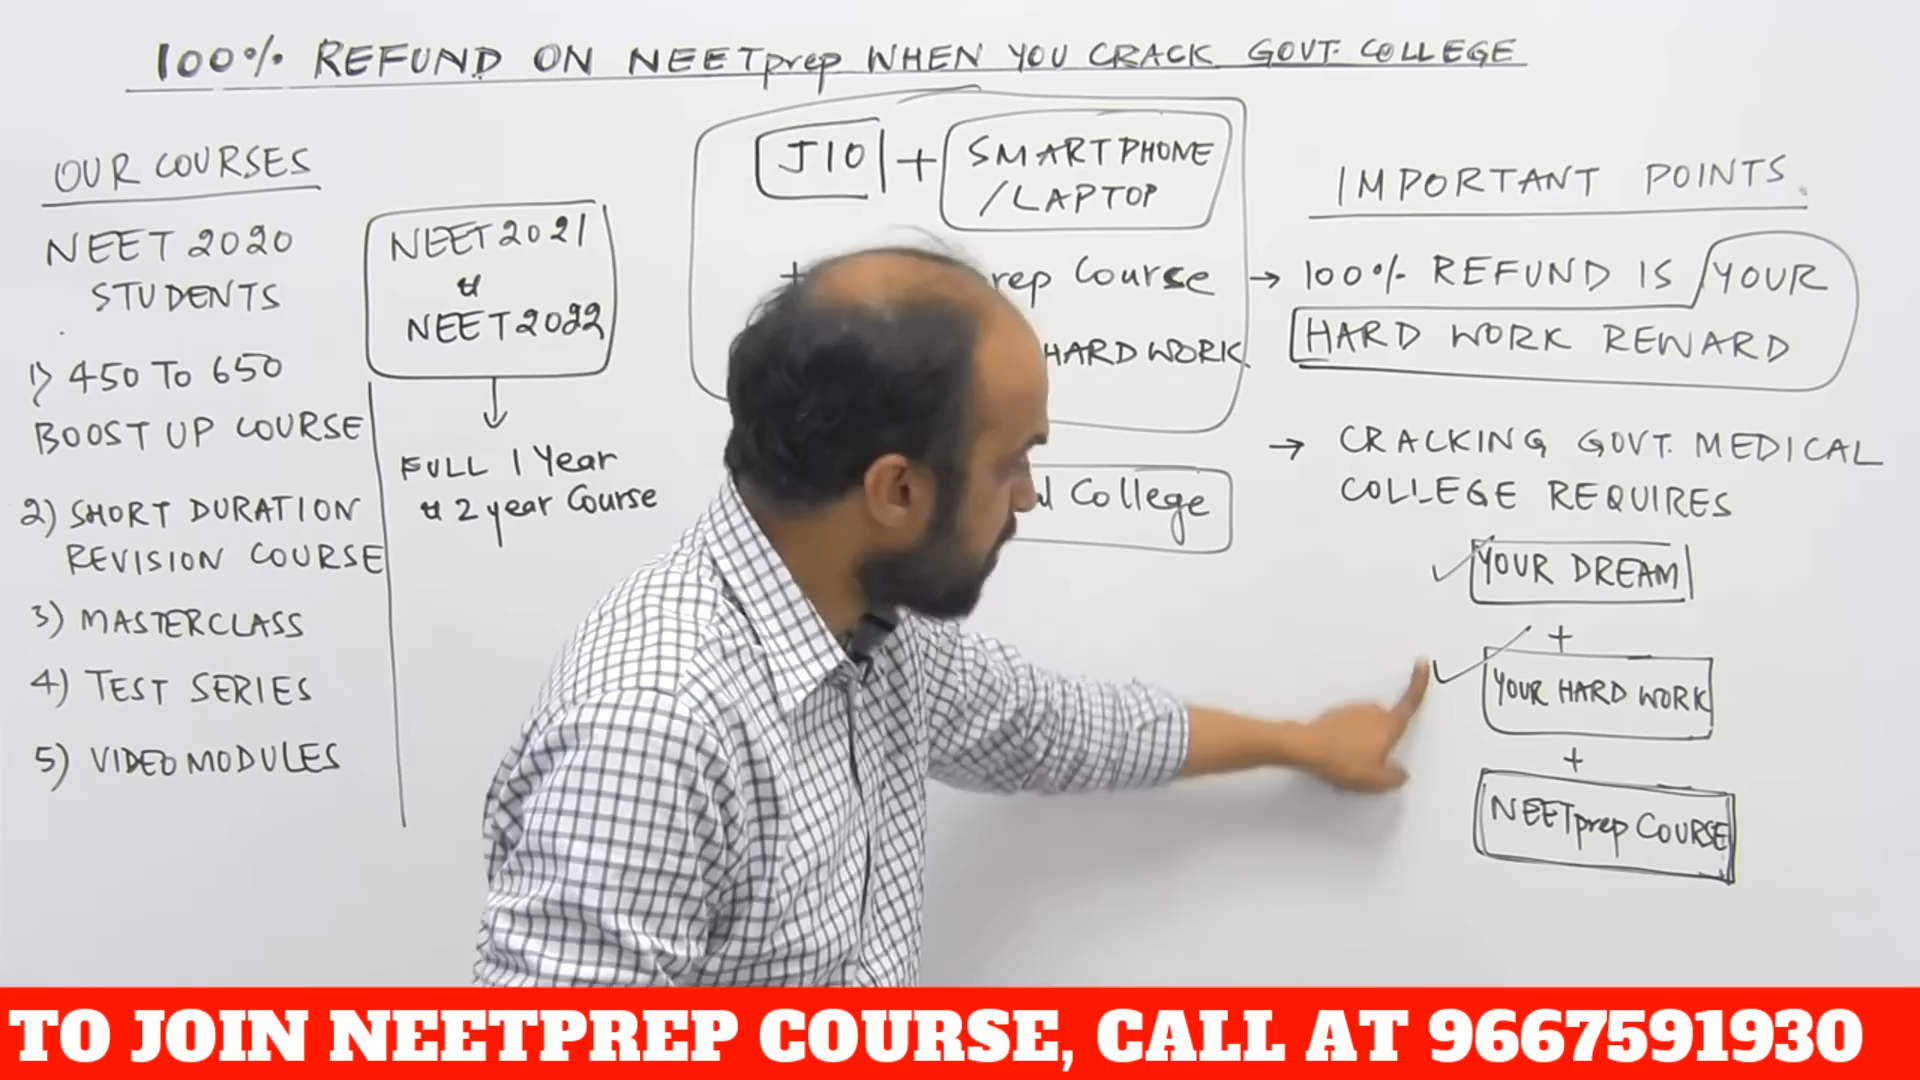 100% REFUND ON NEETprep WHEN YOU CRACK GOVT. COLLEGE
OUR COURSES
NEET 2020
STUDENTS
1) 450 TO 650
BOOST UP COURSE
2) SHORT DURATION
REVISION COURSE
3) MASTERCLASS
4) TEST SERIES
5) VIDEO MODULES
NEET 2021
&
NEET 2022
FULL 1 Year
& 2 year Course
JIO + SMARTPHONE
/LAPTOP
+ rep Course
HARD WORK
College
IMPORTANT POINTS.
→ 100% REFUND IS YOUR
HARD WORK REWARD
→ CRACKING GOVT. MEDICAL
COLLEGE REQUIRES
YOUR DREAM
+
YOUR HARD WORK
+
NEETprep COURSE
TO JOIN NEETPREP COURSE, CALL AT 9667591930